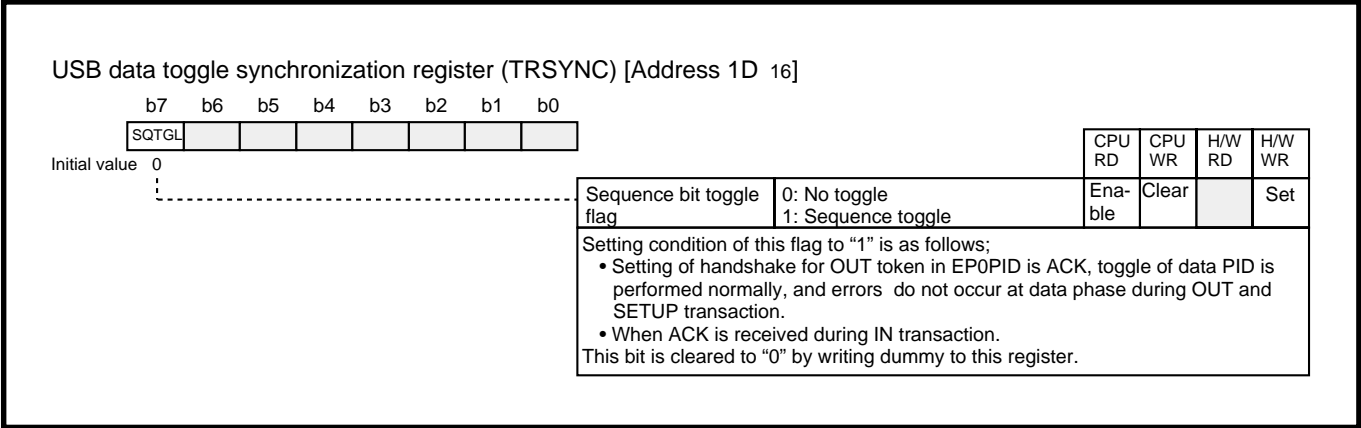 USB data toggle synchronization register (TRSYNC) [Address 1D 16]
b7 b6 b5 b4 b3 b2 b1 b0
SQTGL
Initial value 0
CPU RD CPU WR H/W RD H/W WR
Sequence bit toggle flag 0: No toggle 1: Sequence toggle Ena-ble Clear Set
Setting condition of this flag to “1” is as follows;
• Setting of handshake for OUT token in EP0PID is ACK, toggle of data PID is
performed normally, and errors do not occur at data phase during OUT and
SETUP transaction.
• When ACK is received during IN transaction.
This bit is cleared to “0” by writing dummy to this register.